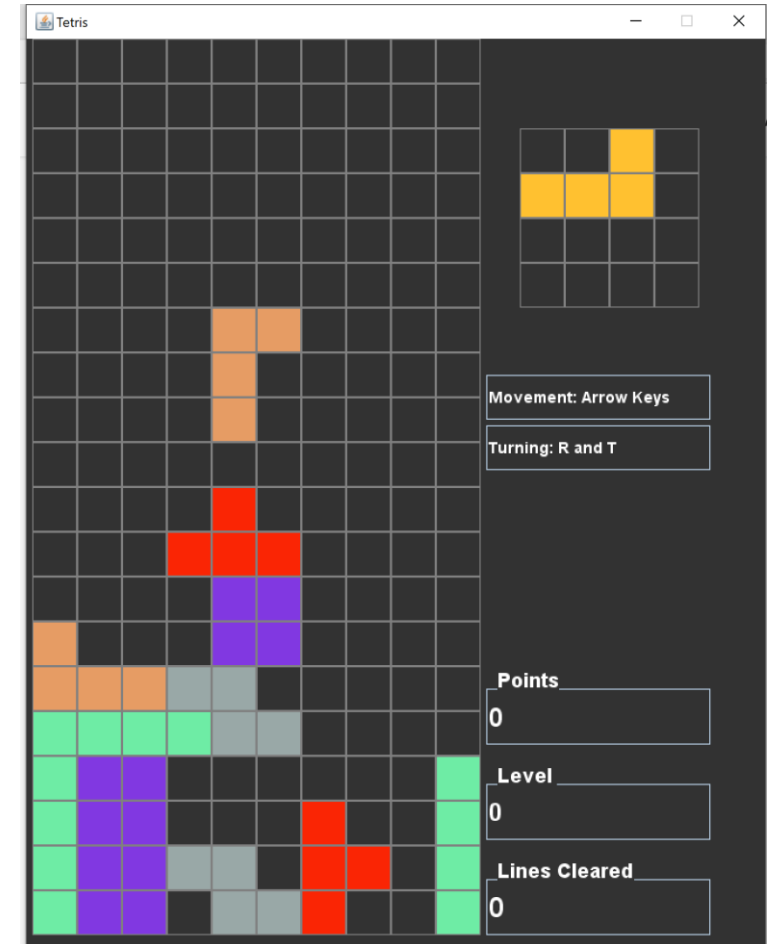 Tetris
Movement: Arrow Keys
Turning: R and T
Points
0
Level
0
Lines Cleared
0